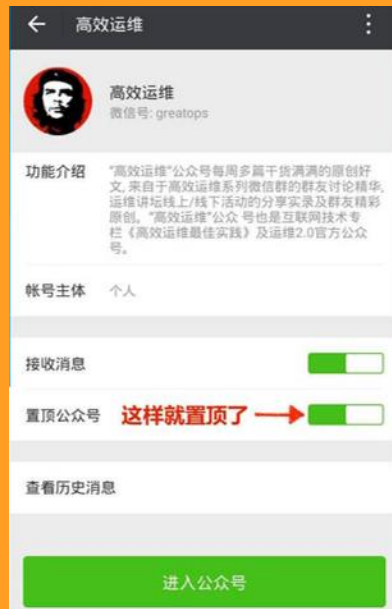 高效运维
高效运维
微信号: greatops
功能介绍
“高效运维”公众号每周多篇干货满满的原创好
文, 来自于高效运维系列微信群的群友讨论精华,
运维讲坛线上/线下活动的分享实录及群友精彩
原创。“高效运维”公众 号也是互联网技术专
栏《高效运维最佳实践》及运维2.0官方公众
号。
帐号主体 个人
接收消息
置顶公众号 这样就置顶了
查看历史消息
进入公众号